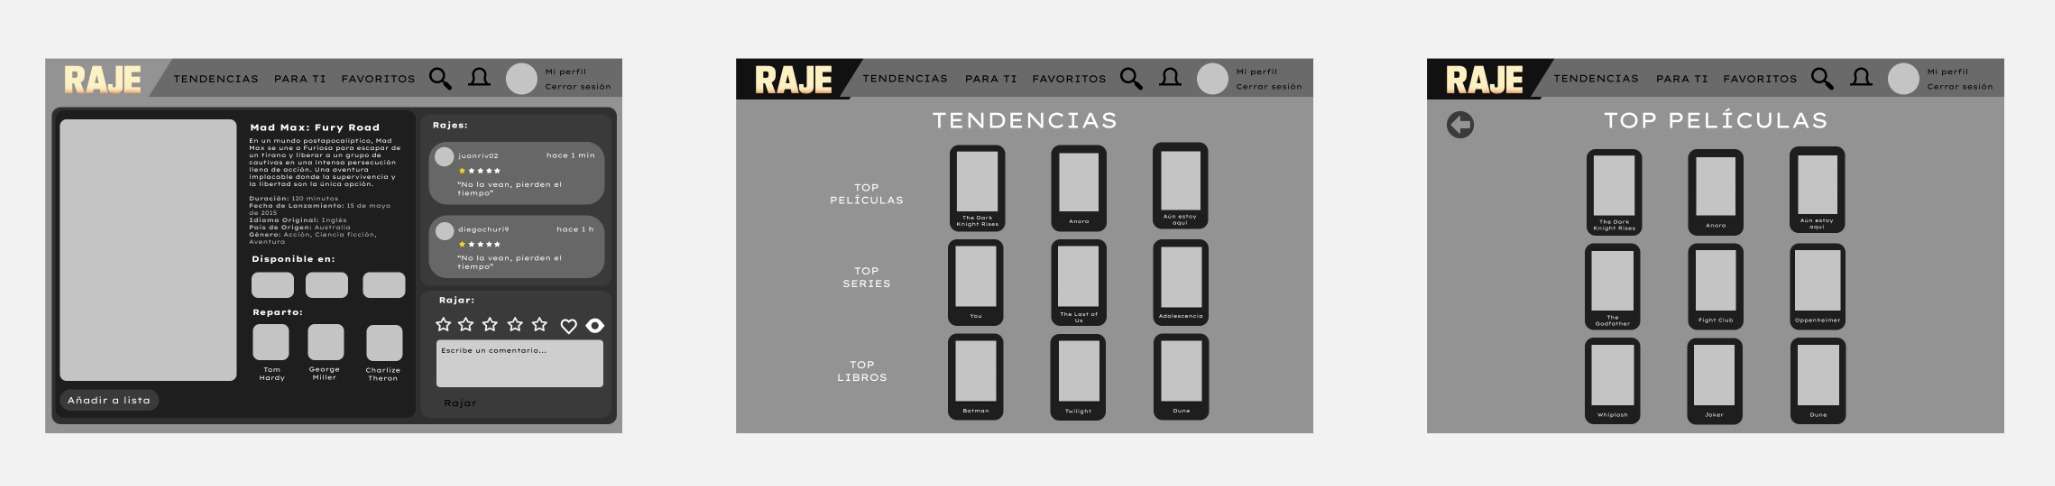 RAJE
TENDENCIAS PARA TI FAVORITOS
Mi perfil
Cerrar sesión
Mad Max: Fury Road
En un mundo postapocalíptico, Mad
Max se une a Furiosa para escapar de
un tirano y liberar a un grupo de
cautivas en una intensa persecución
llena de acción. Una aventura
implacable donde la supervivencia y
la libertad son la única opción.
Duración: 120 minutos
Fecha de Lanzamiento: 15 de mayo
de 2015
Idioma Original: Inglés
País de Origen: Australia
Género: Acción, Ciencia ficción,
Aventura
Disponible en:
Reparto:
Tom
Hardy
George
Miller
Charlize
Theron
Añadir a lista
Rajes:
juanriv02 hace 1 min
"No la vean, pierden el
tiempo"
diegochuri9 hace 1 h
"No la vean, pierden el
tiempo"
Rajar:
Escribe un comentario...
Rajar
RAJE
TENDENCIAS PARA TI FAVORITOS
Mi perfil
Cerrar sesión
TENDENCIAS
TOP
PELÍCULAS
The Dark
Knight Rises
Anora
Aún estoy
aquí
TOP
SERIES
You
The Last of
Us
Adolescencia
TOP
LIBROS
Batman
Twilight
Dune
RAJE
TENDENCIAS PARA TI FAVORITOS
Mi perfil
Cerrar sesión
TOP PELÍCULAS
The Dark
Knight Rises
Anora
Aún estoy
aquí
The
Godfather
Fight Club
Oppenheimer
Whiplash
Joker
Dune